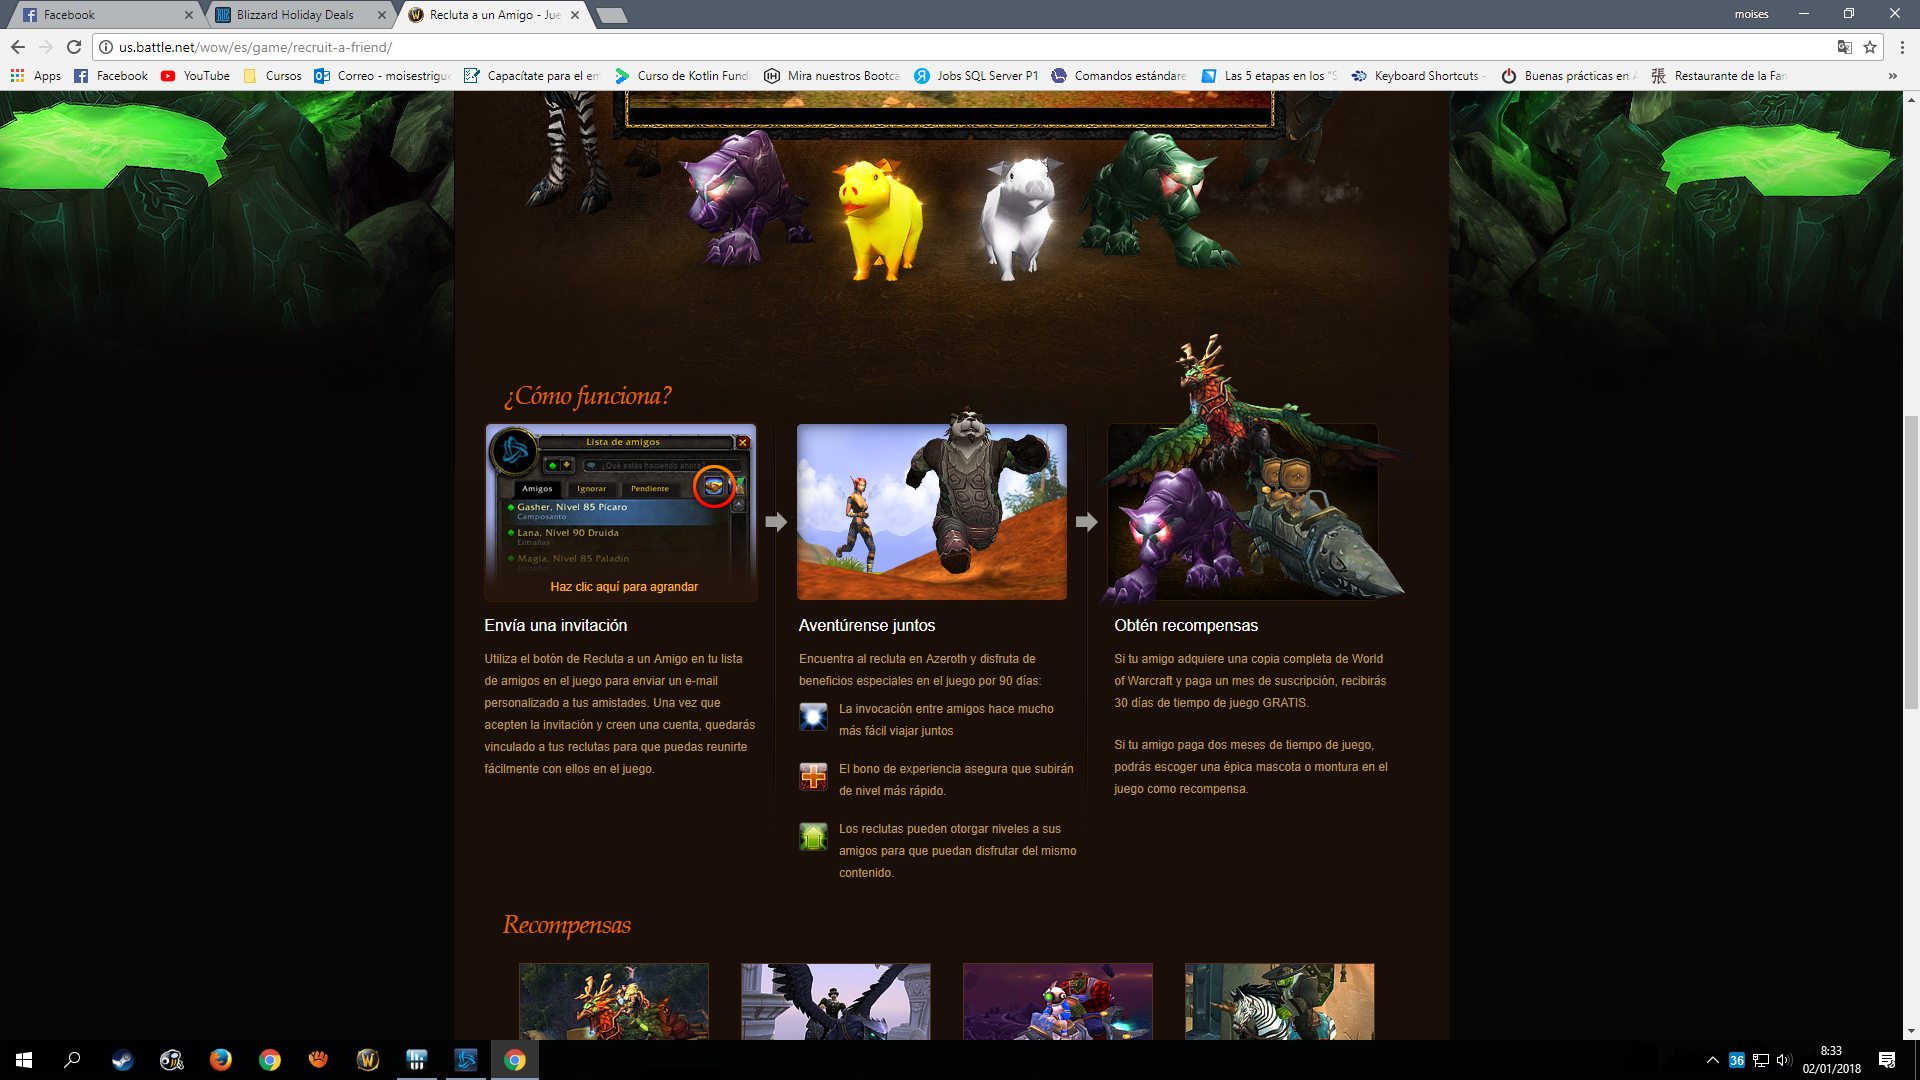 Facebook
Blizzard Holiday Deals
Recluta a un Amigo - Jue
moises
us.battle.net/wow/es/game/recruit-a-friend/
Apps
Facebook
YouTube
Cursos
Correo - moisestrigue
Capacítate para el em
Curso de Kotlin Fund
Mira nuestros Bootca
Jobs SQL Server P1
Comandos estándare
Las 5 etapas en los "S
Keyboard Shortcuts -
Buenas prácticas en A
張 Restaurante de la Fam
»
¿Cómo funciona?
Lista de amigos
¿Qué estás haciendo ahora?
Amigos
Ignorar
Pendiente
Gasher, Nivel 85 Pícaro
Camposanto
Lana, Nivel 90 Druida
Entrañas
Magia, Nivel 85 Paladín
Entrañas
Haz clic aquí para agrandar
Envía una invitación
Utiliza el botón de Recluta a un Amigo en tu lista
de amigos en el juego para enviar un e-mail
personalizado a tus amistades. Una vez que
acepten la invitación y creen una cuenta, quedarás
vinculado a tus reclutas para que puedas reunirte
fácilmente con ellos en el juego.
Aventúrense juntos
Encuentra al recluta en Azeroth y disfruta de
beneficios especiales en el juego por 90 días:
La invocación entre amigos hace mucho
más fácil viajar juntos
El bono de experiencia asegura que subirán
de nivel más rápido.
Los reclutas pueden otorgar niveles a sus
amigos para que puedan disfrutar del mismo
contenido.
Obtén recompensas
Si tu amigo adquiere una copia completa de World
of Warcraft y paga un mes de suscripción, recibirás
30 días de tiempo de juego GRATIS.
Si tu amigo paga dos meses de tiempo de juego,
podrás escoger una épica mascota o montura en el
juego como recompensa.
Recompensas
36
8:33
02/01/2018